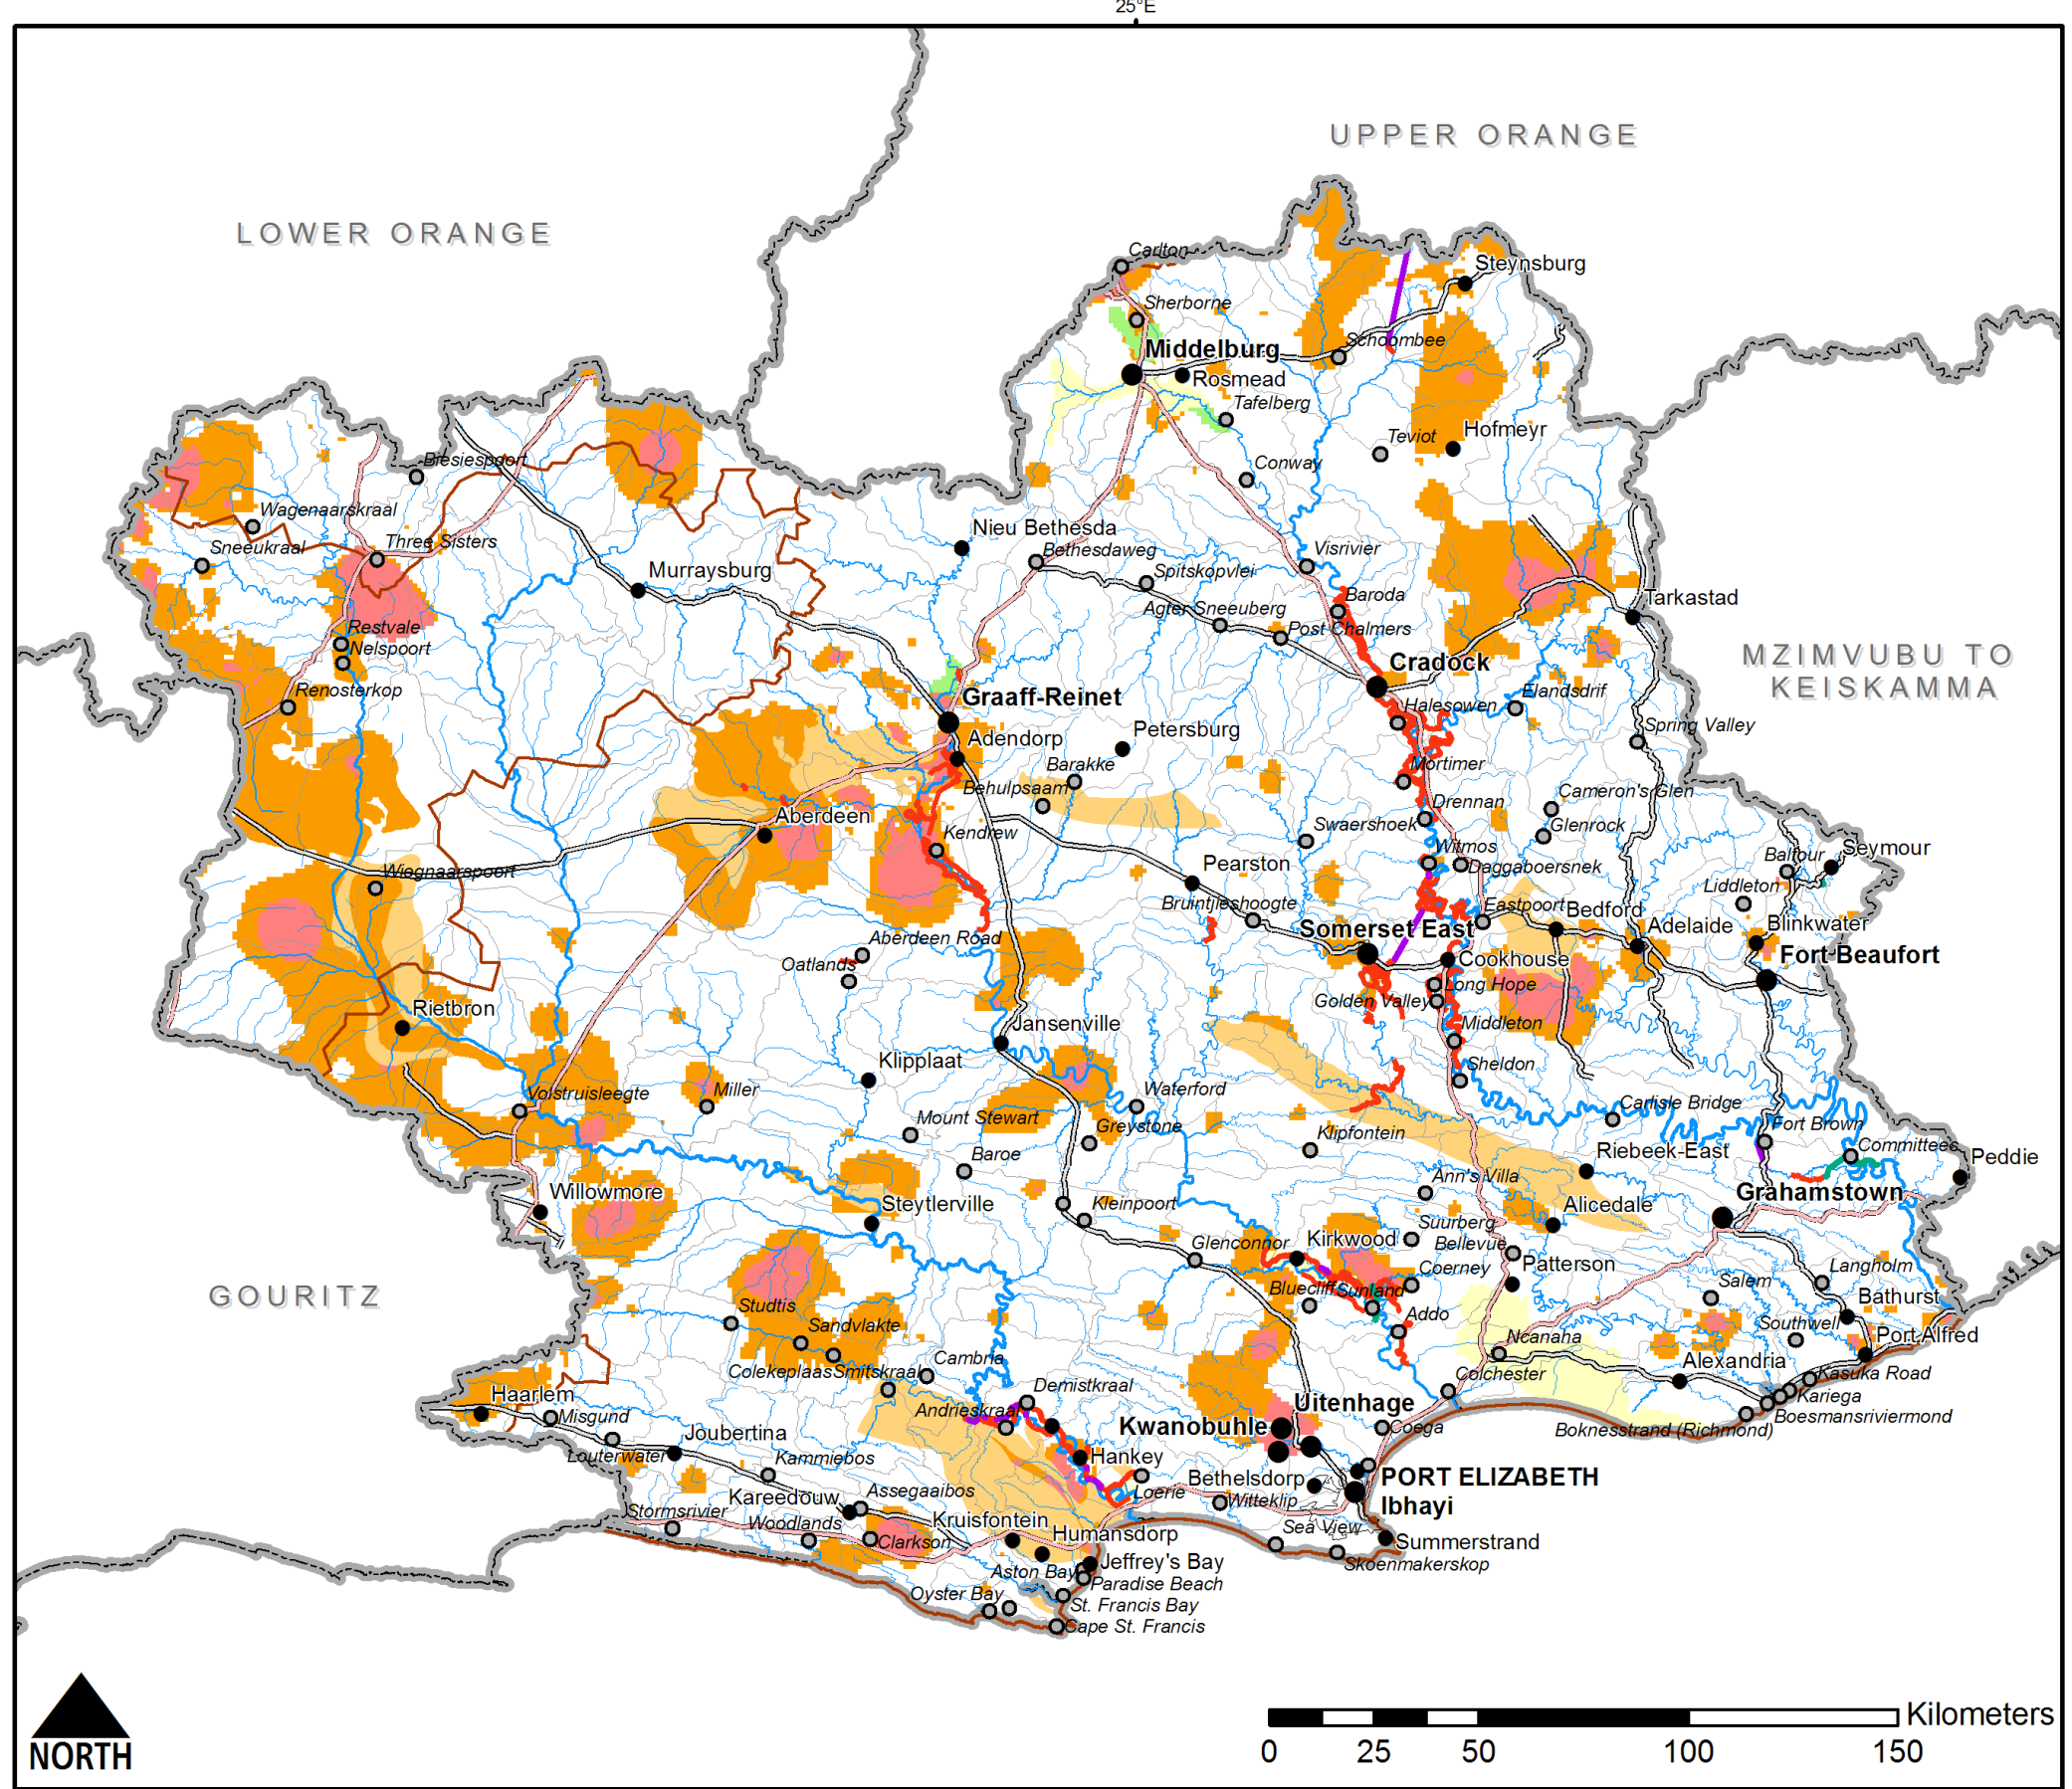 25°E
UPPER ORANGE
LOWER ORANGE
Carlton
Steynsburg
Sherborne
Schoombee
Middelburg
Rosmead
Tafelberg
Teviot
Hofmeyr
Biesiespoort
Conway
Wagenaarskraal
Nieu Bethesda
Three Sisters
Sneeukraal
Bethesdaweg
Visrivier
Murraysburg
Spitskopvlei
Baroda
Tarkastad
Agter-Sneeuberg
Post Chalmers
Restvale
Nelspoort
Cradock
MZIMVUBU TO
KEISKAMMA
Renosterkop
Graaff-Reinet
Elandsdrif
Halesowen
Petersburg
Spring Valley
Adendorp
Barakke
Mortimer
Behulpsaam
Cameron's Glen
Drennan
Aberdeen
Kendrew
Swaershoek
Glenrock
Witmos
Seymour
Balfour
Wiegnaarspoort
Pearston
Daggaboersnek
Liddleton
Bruintjieshoogte
Eastpoort
Bedford
Somerset East
Adelaide
Blinkwater
Aberdeen Road
Fort Beaufort
Oatlands
Cookhouse
Long Hope
Golden Valley
Rietbron
Jansenville
Middleton
Klipplaat
Sheldon
Volstruisleegte
Miller
Waterford
Mount Stewart
Carlisle Bridge
Greystone
Klipfontein
Fort Brown
Committees
Baroe
Riebeek-East
Peddie
Ann's Villa
Willowmore
Grahamstown
Steytlerville
Kleinpoort
Alicedale
Suurberg
Glenconnor
Kirkwood
Bellevue
Patterson
Coerney
Langholm
GOURITZ
Bluecliff
Sunland
Salem
Bathurst
Studtis
Addo
Southwell
Sandvlakte
Ncanaha
Port Alfred
Cambria
Alexandria
Colekeplaas
Smitskraal
Colchester
Kasuka Road
Demistkraal
Haarlem
Kariega
Andrieskraal
Uitenhage
Misgund
Boesmansriviermond
Kwanobuhle
Coega
Boknesstrand (Richmond)
Joubertina
Louterwater
Hankey
Kammiebos
Bethelsdorp
PORT ELIZABETH
Assegaaibos
Loerie
Kareedouw
Witteklip
Ibhayi
Stormsrivier
Woodlands
Kruisfontein
Sea View
Humansdorp
Clarkson
Summerstrand
Jeffrey's Bay
Skoenmakerskop
Aston Bay
Paradise Beach
Oyster Bay
St. Francis Bay
Cape St. Francis
Kilometers
NORTH
0 25 50 100 150